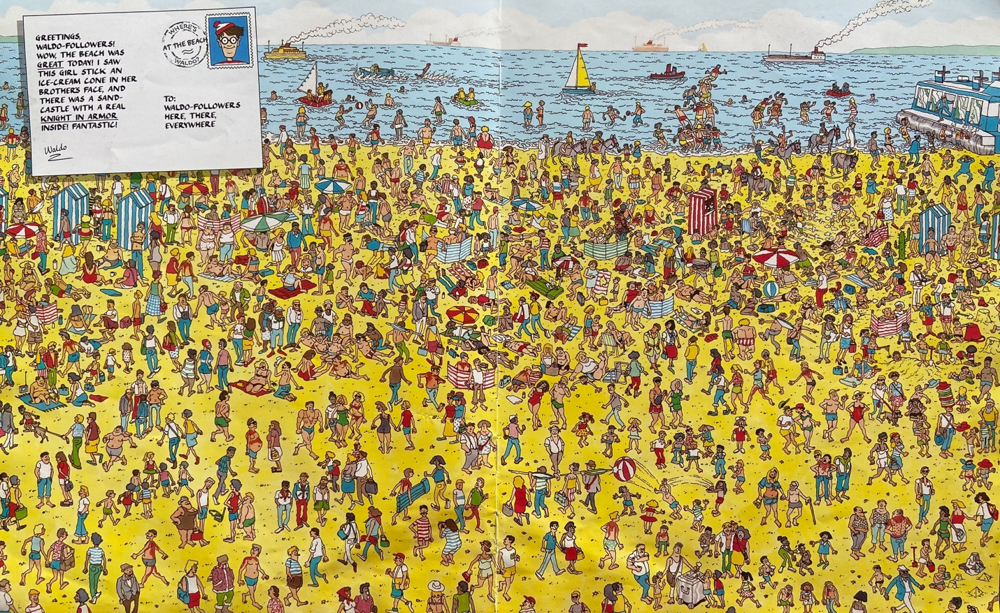 GREETINGS,
WALDO-FOLLOWERS!
WOW, THE BEACH WAS
GREAT TODAY! I SAW
THIS GIRL STICK AN
ICE-CREAM CONE IN HER
BROTHER'S FACE, AND
THERE WAS A SAND-
CASTLE WITH A REAL
KNIGHT IN ARMOR
INSIDE! FANTASTIC!
Waldo
WHERE'S
AT THE BEACH
WALDO?
TO:
WALDO-FOLLOWERS
HERE, THERE,
EVERYWHERE